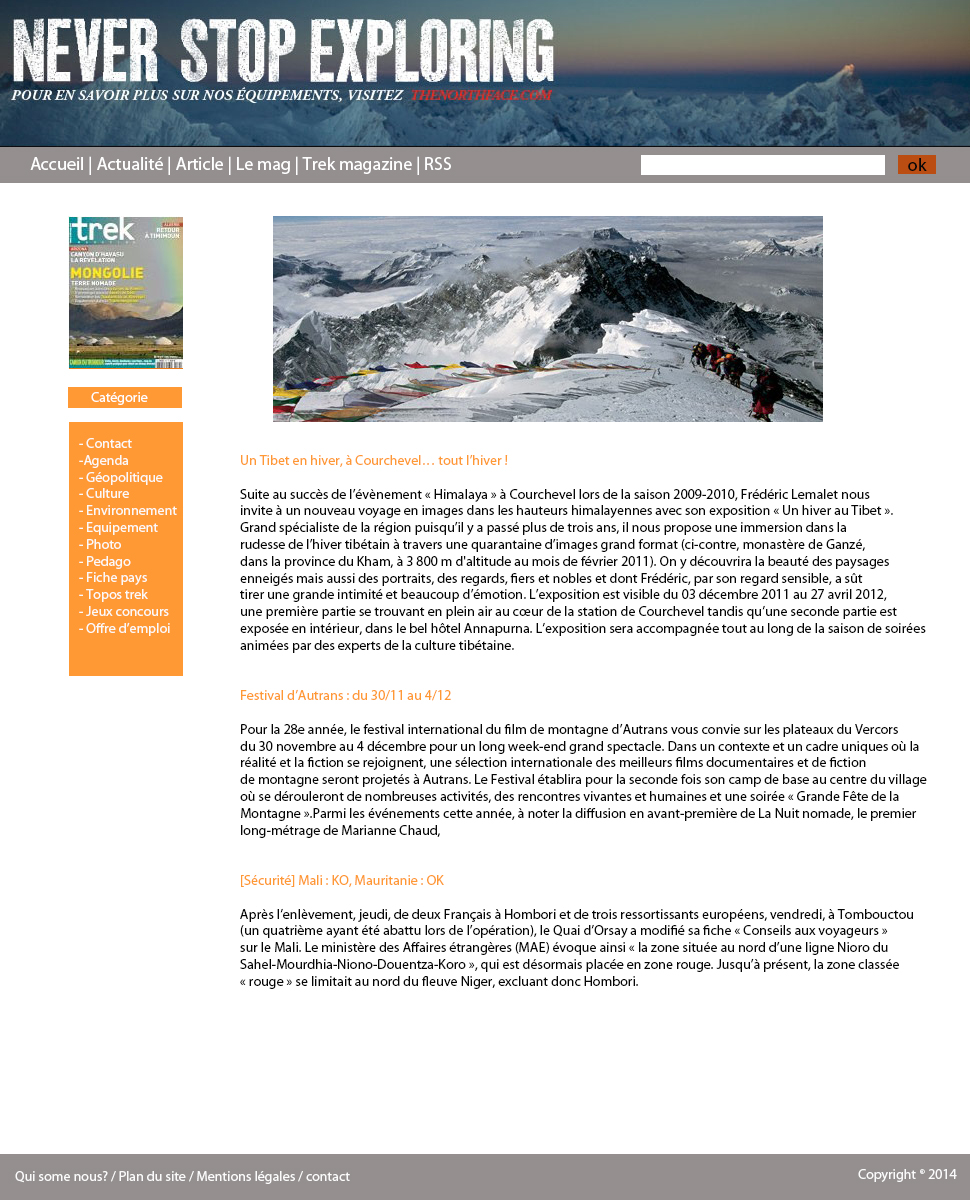 NEVER STOP EXPLORING
POUR EN SAVOIR PLUS SUR NOS ÉQUIPEMENTS, VISITEZ THENORTHFACE.COM
Accueil | Actualité | Article | Le mag | Trek magazine | RSS
ok
trek
ALGÉRIE
RETOUR
À TIMIMOUN
ARIZONA
CANYON D'HAVASU
LA RÉVÉLATION
MONGOLIE
TERRE NOMADE
Catégorie
- Contact
-Agenda
- Géopolitique
- Culture
- Environnement
- Equipement
- Photo
- Pedago
- Fiche pays
- Topos trek
- Jeux concours
- Offre d’emploi
Un Tibet en hiver, à Courchevel… tout l’hiver !
Suite au succès de l’évènement « Himalaya » à Courchevel lors de la saison 2009-2010, Frédéric Lemalet nous
invite à un nouveau voyage en images dans les hauteurs himalayennes avec son exposition « Un hiver au Tibet ».
Grand spécialiste de la région puisqu’il y a passé plus de trois ans, il nous propose une immersion dans la
rudesse de l’hiver tibétain à travers une quarantaine d’images grand format (ci-contre, monastère de Ganzé,
dans la province du Kham, à 3 800 m d'altitude au mois de février 2011). On y découvrira la beauté des paysages
enneigés mais aussi des portraits, des regards, fiers et nobles et dont Frédéric, par son regard sensible, a sût
tirer une grande intimité et beaucoup d’émotion. L’exposition est visible du 03 décembre 2011 au 27 avril 2012,
une première partie se trouvant en plein air au cœur de la station de Courchevel tandis qu’une seconde partie est
exposée en intérieur, dans le bel hôtel Annapurna. L’exposition sera accompagnée tout au long de la saison de soirées
animées par des experts de la culture tibétaine.
Festival d’Autrans : du 30/11 au 4/12
Pour la 28e année, le festival international du film de montagne d’Autrans vous convie sur les plateaux du Vercors
du 30 novembre au 4 décembre pour un long week-end grand spectacle. Dans un contexte et un cadre uniques où la
réalité et la fiction se rejoignent, une sélection internationale des meilleurs films documentaires et de fiction
de montagne seront projetés à Autrans. Le Festival établira pour la seconde fois son camp de base au centre du village
où se dérouleront de nombreuses activités, des rencontres vivantes et humaines et une soirée « Grande Fête de la
Montagne ».Parmi les événements cette année, à noter la diffusion en avant-première de La Nuit nomade, le premier
long-métrage de Marianne Chaud,
[Sécurité] Mali : KO, Mauritanie : OK
Après l’enlèvement, jeudi, de deux Français à Hombori et de trois ressortissants européens, vendredi, à Tombouctou
(un quatrième ayant été abattu lors de l’opération), le Quai d’Orsay a modifié sa fiche « Conseils aux voyageurs »
sur le Mali. Le ministère des Affaires étrangères (MAE) évoque ainsi « la zone située au nord d’une ligne Nioro du
Sahel-Mourdhia-Niono-Douentza-Koro », qui est désormais placée en zone rouge. Jusqu’à présent, la zone classée
« rouge » se limitait au nord du fleuve Niger, excluant donc Hombori.
Qui some nous? / Plan du site / Mentions légales / contact
Copyright ® 2014